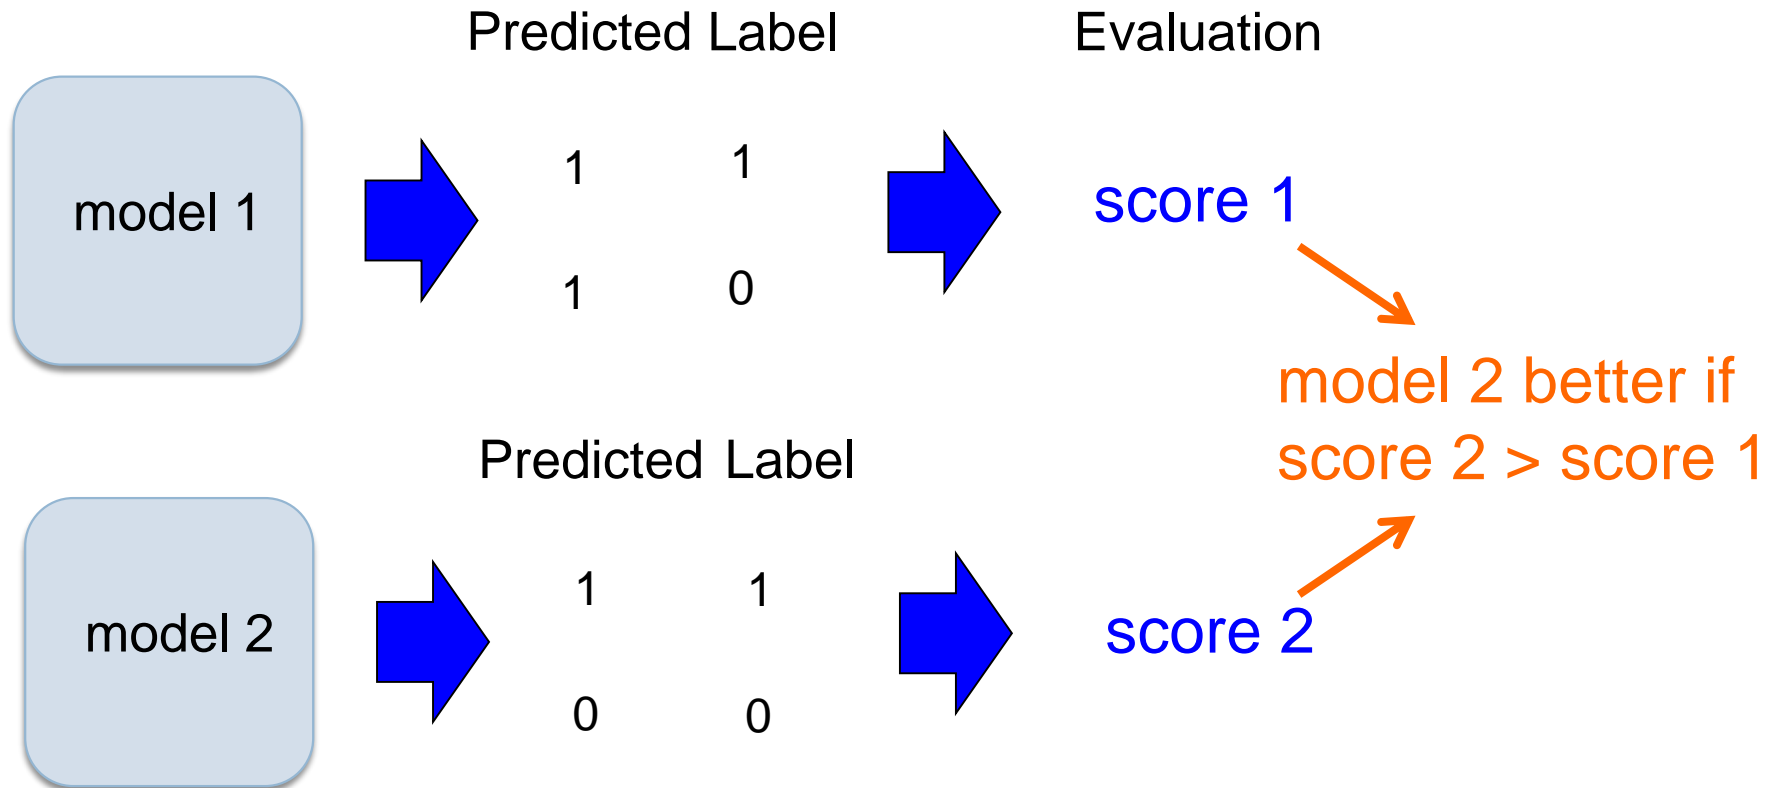 Predicted Label Evaluation
1 1
model 1 score 1
1 0
model 2 better if
score 2 > score 1
Predicted Label
1 1
model 2 score 2
0 0